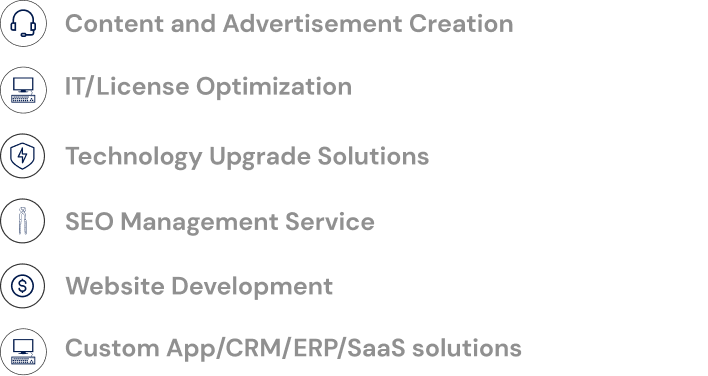 Content and Advertisement Creation
IT/License Optimization
Technology Upgrade Solutions
SEO Management Service
Website Development
Custom App/CRM/ERP/SaaS solutions